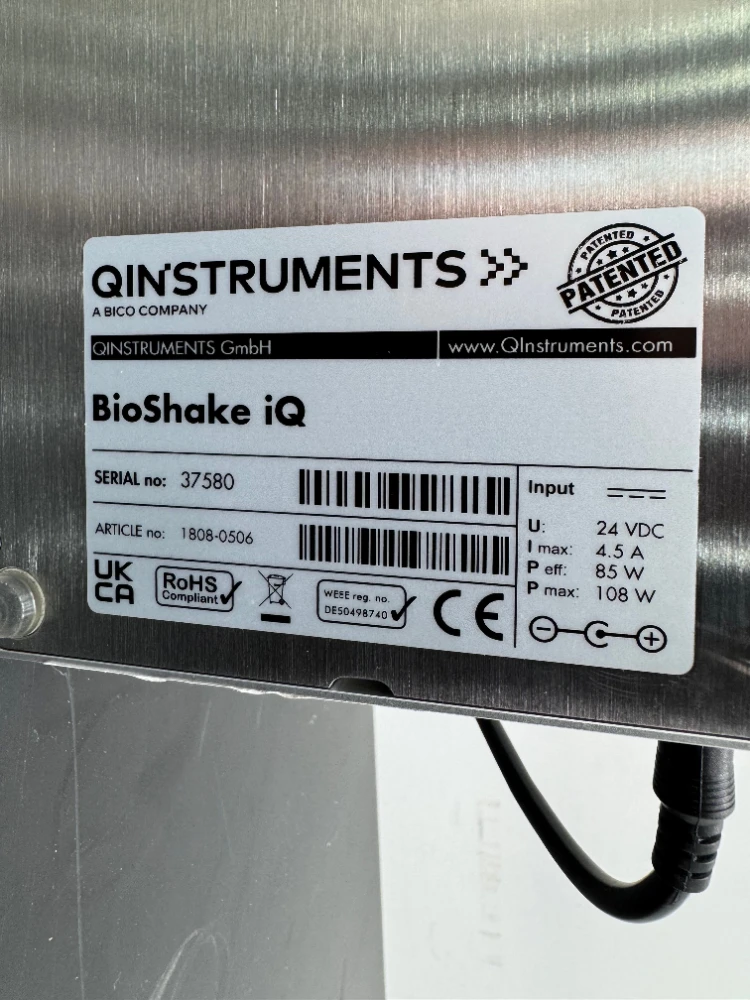 QINSTRUMENTS
A BICO COMPANY
PATENTED
PATENTED
PATENTED
QINSTRUMENTS GmbH
www.QInstruments.com
BioShake iQ
SERIAL no: 37580
ARTICLE no: 1808-0506
Input
U: 24 VDC
I max: 4.5 A
P eff: 85 W
P max: 108 W
UK
CA
RoHS
Compliant
WEEE reg. no.
DE50498740
CE